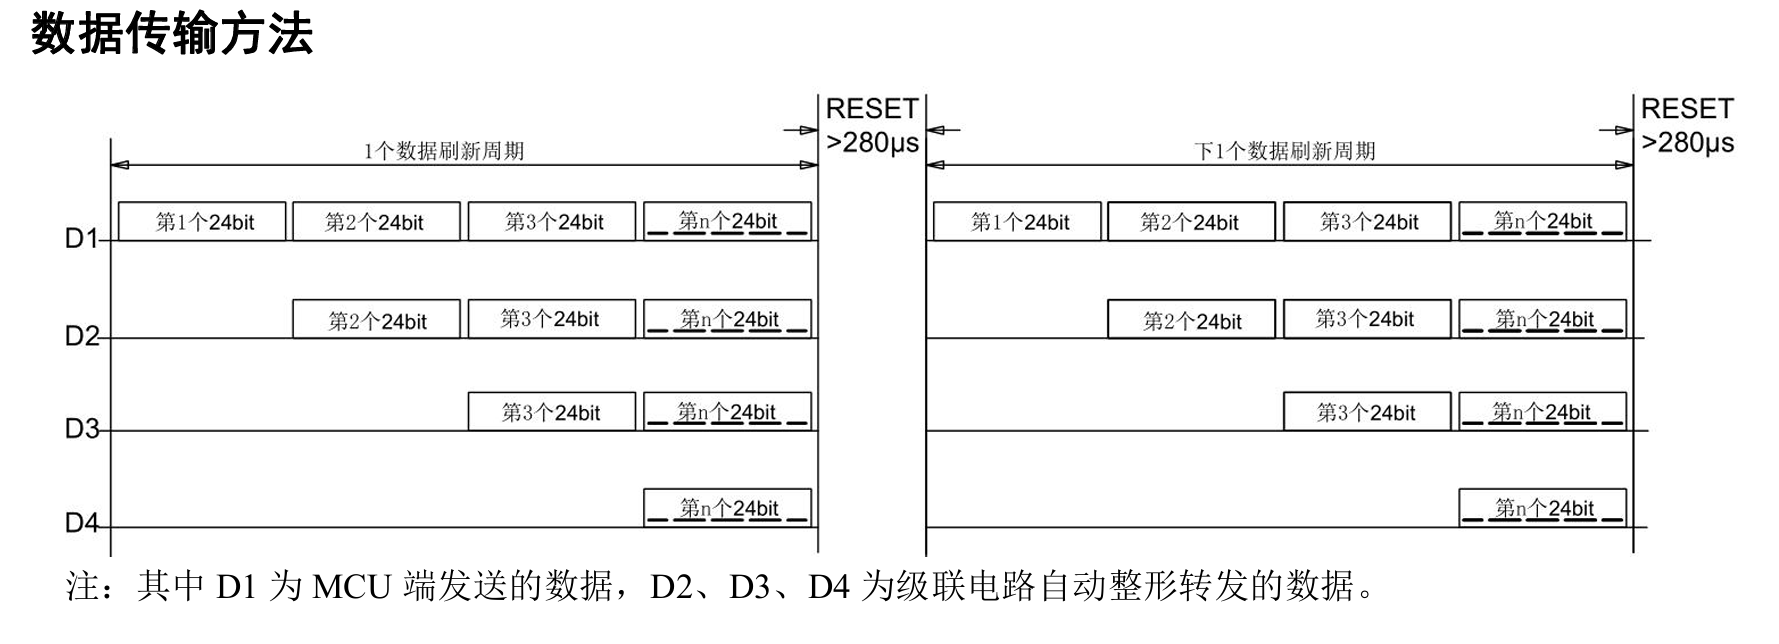 数据传输方法
RESET
>280μs
RESET
>280μs
1个数据刷新周期
下1个数据刷新周期
D1 第1个24bit 第2个24bit 第3个24bit 第n个24bit 第1个24bit 第2个24bit 第3个24bit 第n个24bit
D2 第2个24bit 第3个24bit 第n个24bit 第2个24bit 第3个24bit 第n个24bit
D3 第3个24bit 第n个24bit 第3个24bit 第n个24bit
D4 第n个24bit 第n个24bit
注：其中 D1 为 MCU 端发送的数据，D2、D3、D4 为级联电路自动整形转发的数据。